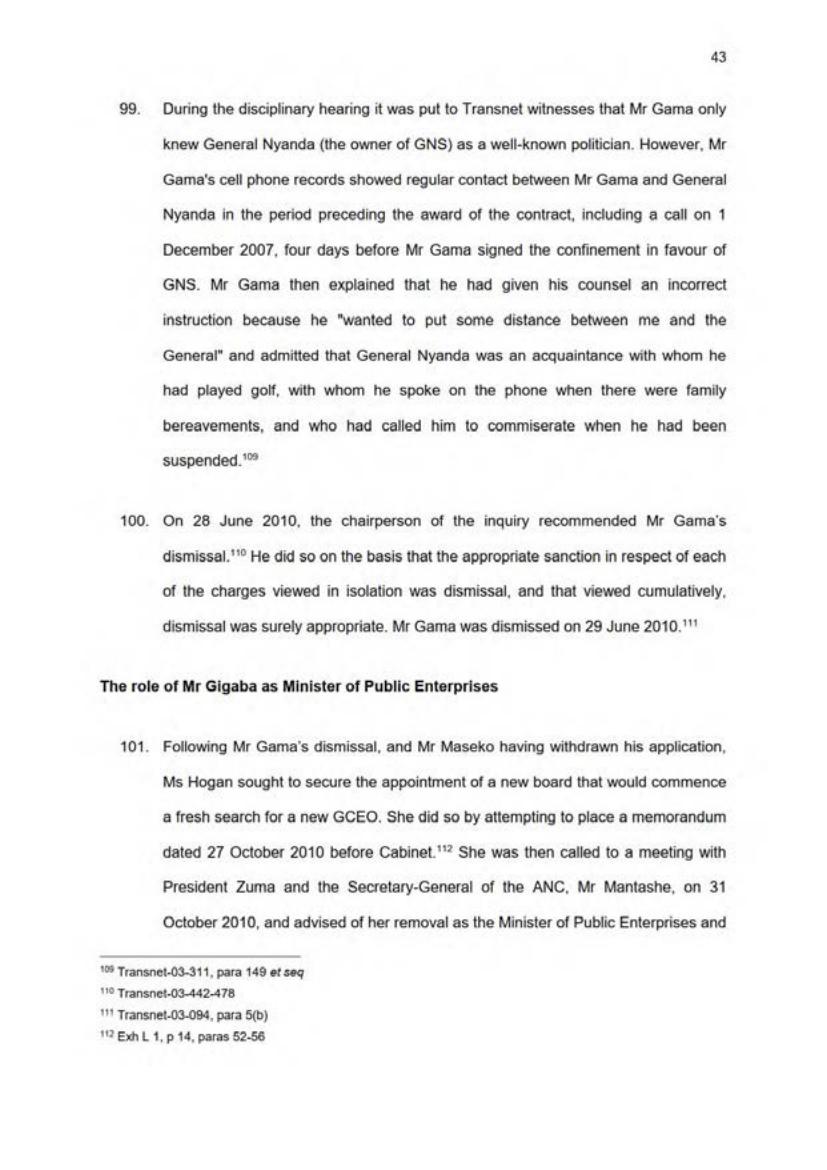 43
99. During the disciplinary hearing it was put to Transnet witnesses that Mr Gama only
knew General Nyanda (the owner of GNS) as a well-known politician. However, Mr
Gama's cell phone records showed regular contact between Mr Gama and General
Nyanda in the period preceding the award of the contract, including a call on 1
December 2007, four days before Mr Gama signed the confinement in favour of
GNS. Mr Gama then explained that he had given his counsel an incorrect
instruction because he "wanted to put some distance between me and the
General" and admitted that General Nyanda was an acquaintance with whom he
had played golf, with whom he spoke on the phone when there were family
bereavements, and who had called him to commiserate when he had been
suspended.109
100. On 28 June 2010, the chairperson of the inquiry recommended Mr Gama's
dismissal.110 He did so on the basis that the appropriate sanction in respect of each
of the charges viewed in isolation was dismissal, and that viewed cumulatively,
dismissal was surely appropriate. Mr Gama was dismissed on 29 June 2010.111
The role of Mr Gigaba as Minister of Public Enterprises
101. Following Mr Gama's dismissal, and Mr Maseko having withdrawn his application,
Ms Hogan sought to secure the appointment of a new board that would commence
a fresh search for a new GCEO. She did so by attempting to place a memorandum
dated 27 October 2010 before Cabinet.112 She was then called to a meeting with
President Zuma and the Secretary-General of the ANC, Mr Mantashe, on 31
October 2010, and advised of her removal as the Minister of Public Enterprises and
109 Transnet-03-311, para 149 et seq
110 Transnet-03-442-478
111 Transnet-03-094, para 5(b)
112 Exh L 1, p 14, paras 52-56